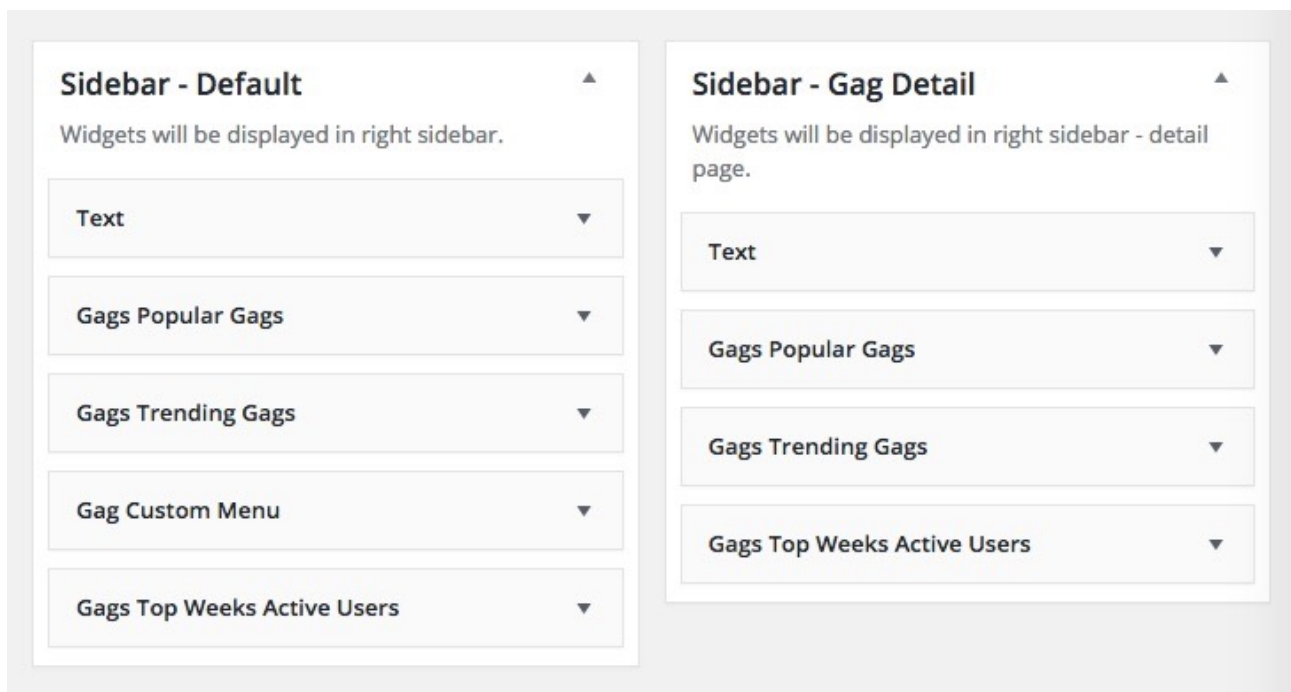 Sidebar - Default
Widgets will be displayed in right sidebar.
Text
Gags Popular Gags
Gags Trending Gags
Gag Custom Menu
Gags Top Weeks Active Users
Sidebar - Gag Detail
Widgets will be displayed in right sidebar - detail
page.
Text
Gags Popular Gags
Gags Trending Gags
Gags Top Weeks Active Users